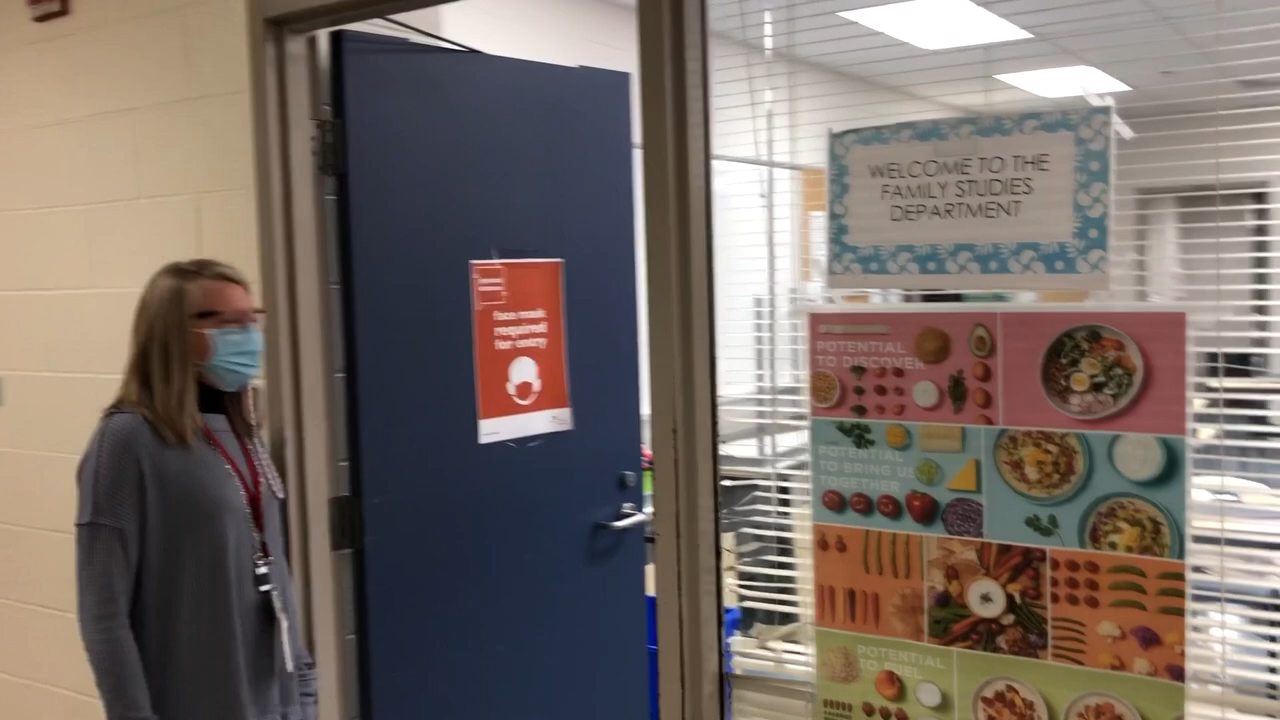 face mask
required
for entry
WELCOME TO THE
FAMILY STUDIES
DEPARTMENT
POTENTIAL
TO DISCOVER
POTENTIAL
TO BRING US
TOGETHER
POTENTIAL
TO FUEL